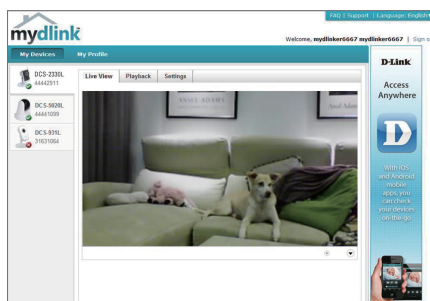 FAQ | Support | Language: English
mydlink
Welcome, mydlinker6667 mydlinker6667 | Sign o
My Devices
My Profile
DCS-2330L
44442911
DCS-5020L
44441099
DCS-931L
31631064
Live View
Playback
Settings
ANSEL ADAMS
D-Link
Access
Anywhere
D
With iOS
and Android
mobile
apps, you
can check
your devices
on-the-go